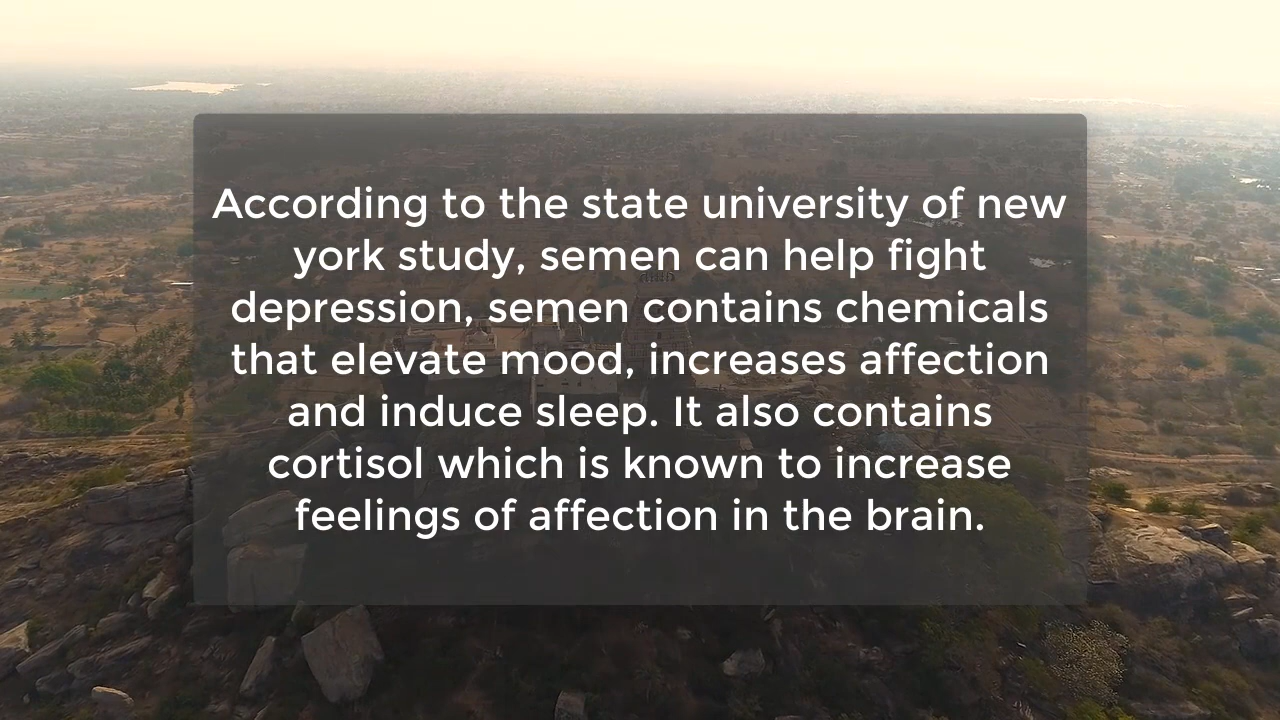 According to the state university of new
york study, semen can help fight
depression, semen contains chemicals
that elevate mood, increases affection
and induce sleep. It also contains
cortisol which is known to increase
feelings of affection in the brain.